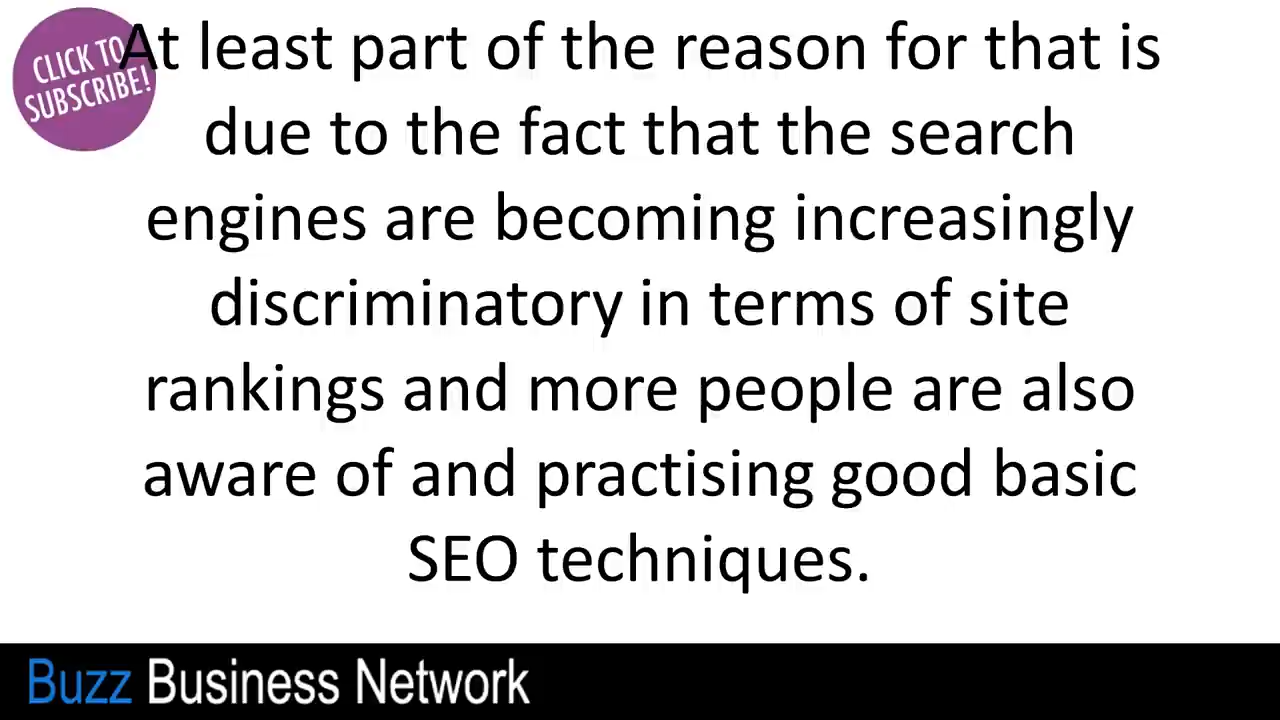 CLICK TO
SUBSCRIBE!
At least part of the reason for that is
due to the fact that the search
engines are becoming increasingly
discriminatory in terms of site
rankings and more people are also
aware of and practising good basic
SEO techniques.
Buzz Business Network